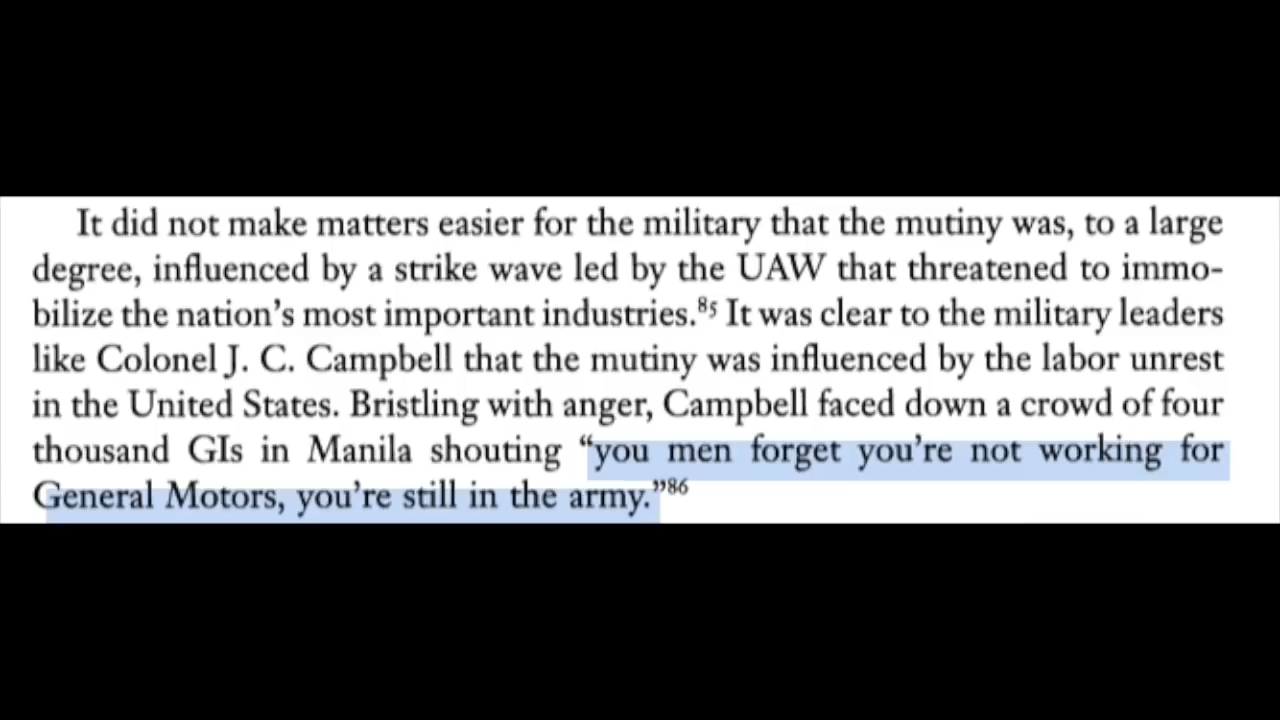 It did not make matters easier for the military that the mutiny was, to a large
degree, influenced by a strike wave led by the UAW that threatened to immo-
bilize the nation's most important industries.⁸⁵ It was clear to the military leaders
like Colonel J. C. Campbell that the mutiny was influenced by the labor unrest
in the United States. Bristling with anger, Campbell faced down a crowd of four
thousand GIs in Manila shouting “you men forget you're not working for
General Motors, you're still in the army.”⁸⁶